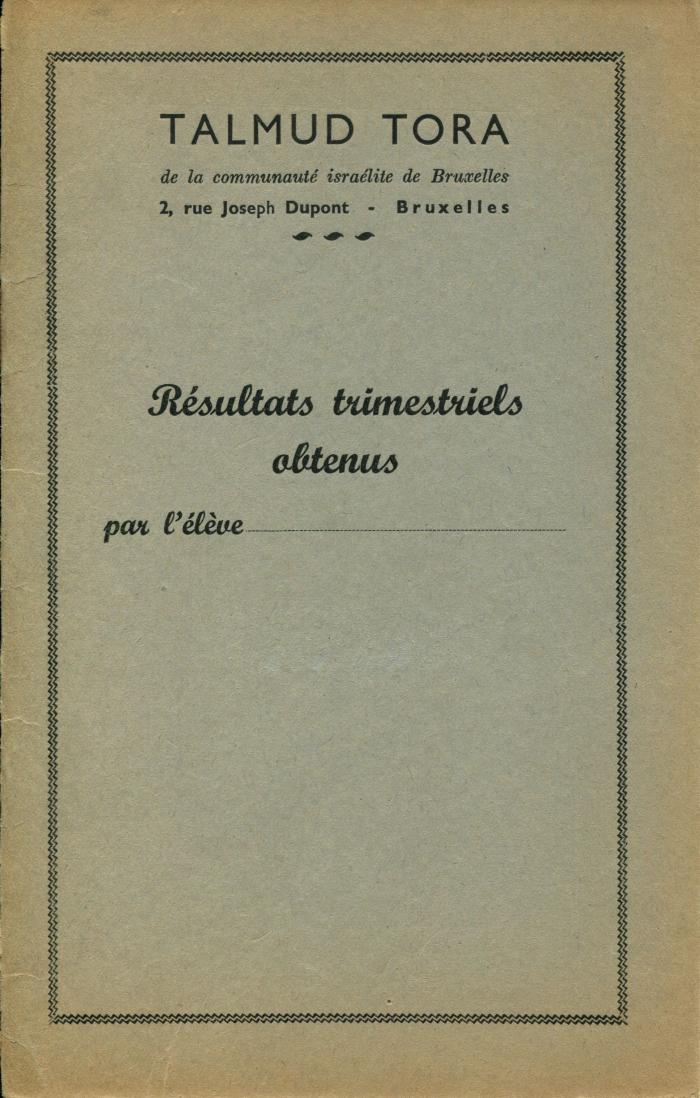 TALMUD TORA
de la communauté israélite de Bruxelles
2, rue Joseph Dupont - Bruxelles
Résultats trimestriels
obtenus
par l'élève